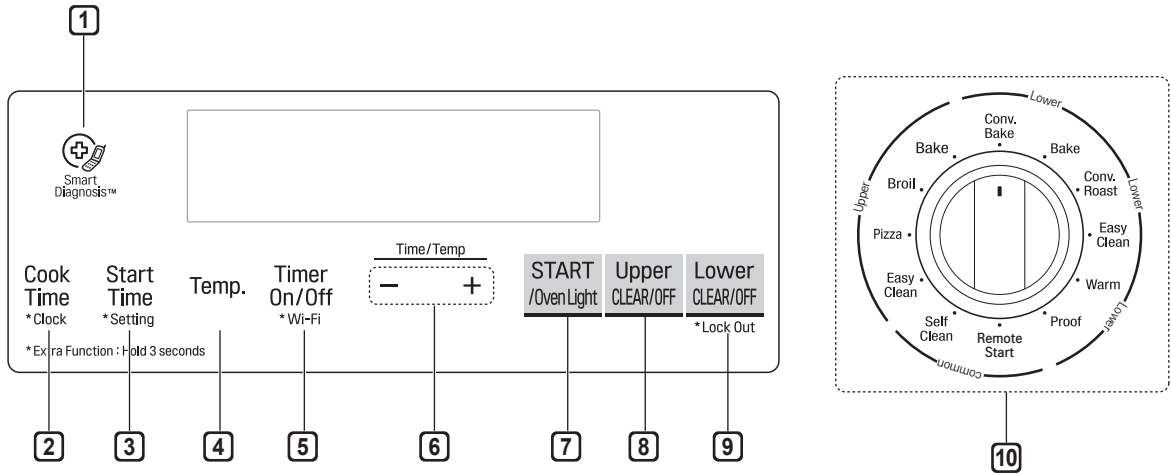 1
Smart
Diagnosis™
Time/Temp
Cook
Time
*Clock
Start
Time
*Setting
Temp.
Timer
On/Off
*Wi-Fi
− +
START
/Oven Light
Upper
CLEAR/OFF
Lower
CLEAR/OFF
*Lock Out
*Extra Function : Hold 3 seconds
2
3
4
5
6
7
8
9
Lower
Conv.
Bake
Bake
Conv.
Roast
Lower
Easy
Clean
Warm
Lower
Proof
Remote
Start
common
Self
Clean
Easy
Clean
Pizza
Upper
Broil
Bake
10